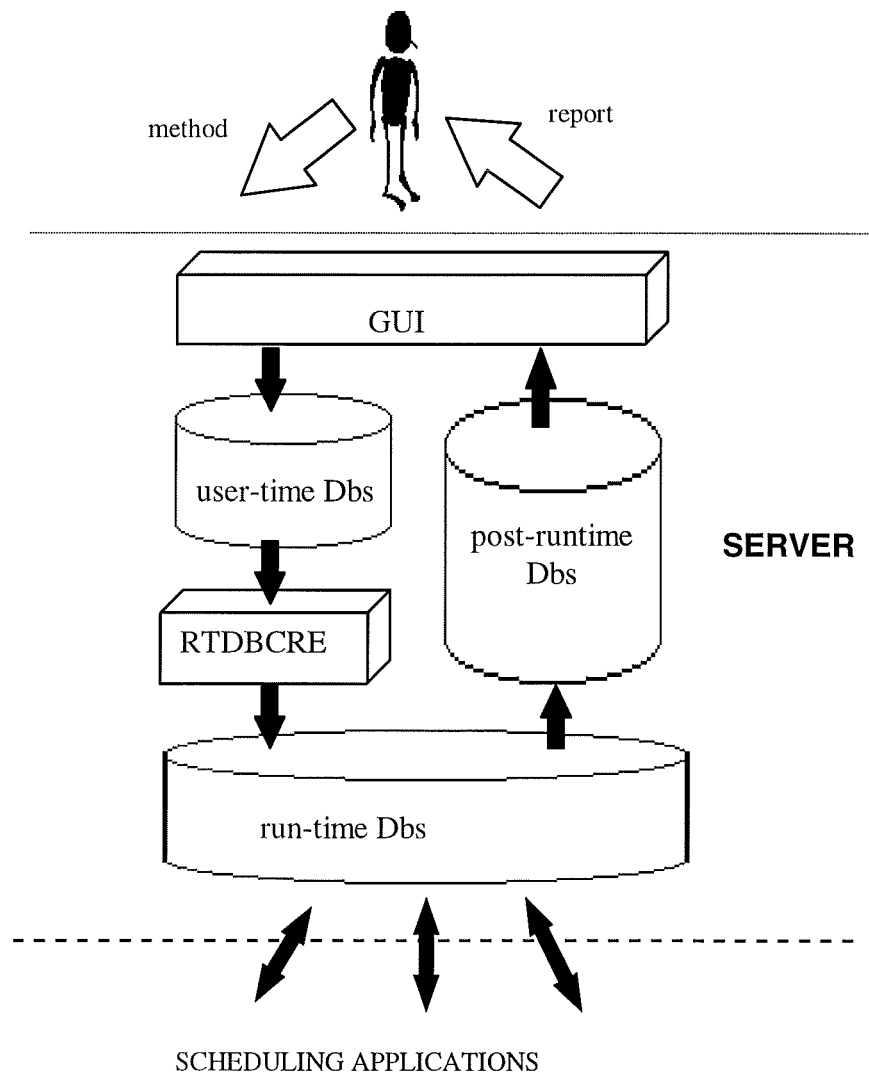 method
report
GUI
user-time Dbs
post-runtime
Dbs
SERVER
RTDBCRE
run-time Dbs
SCHEDULING APPLICATIONS